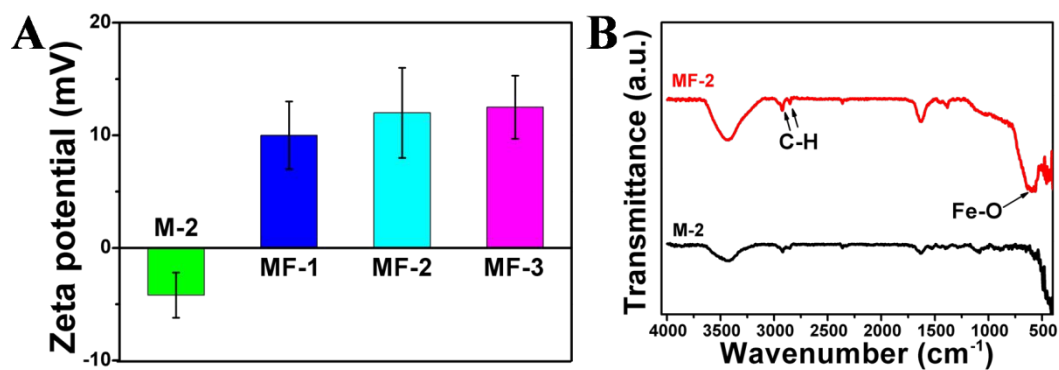 A
Zeta potential (mV)
20
10
0
-10
M-2
MF-1
MF-2
MF-3
B
Transmittance (a.u.)
MF-2
C-H
Fe-O
M-2
4000 3500 3000 2500 2000 1500 1000 500
Wavenumber (cm⁻¹)